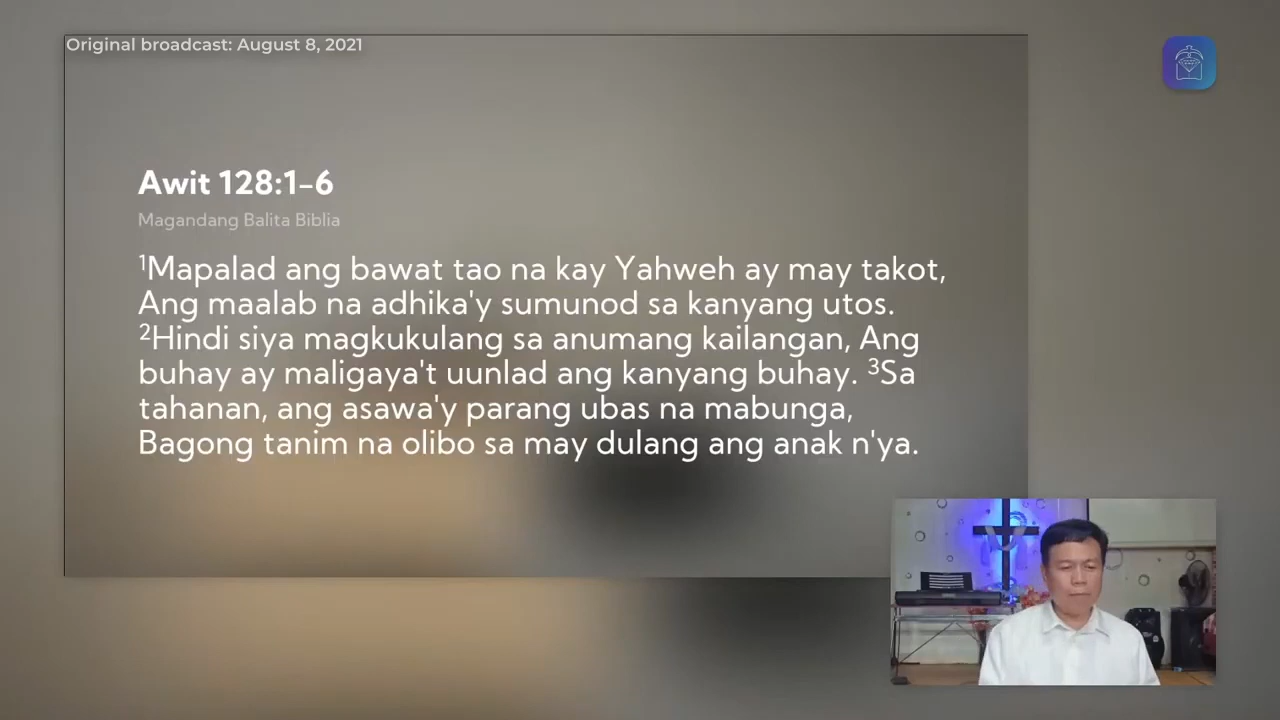 Original broadcast: August 8, 2021
Awit 128:1-6
Magandang Balita Biblia
¹Mapalad ang bawat tao na kay Yahweh ay may takot,
Ang maalab na adhika'y sumunod sa kanyang utos.
²Hindi siya magkukulang sa anumang kailangan, Ang
buhay ay maligaya't uunlad ang kanyang buhay. ³Sa
tahanan, ang asawa'y parang ubas na mabunga,
Bagong tanim na olibo sa may dulang ang anak n'ya.